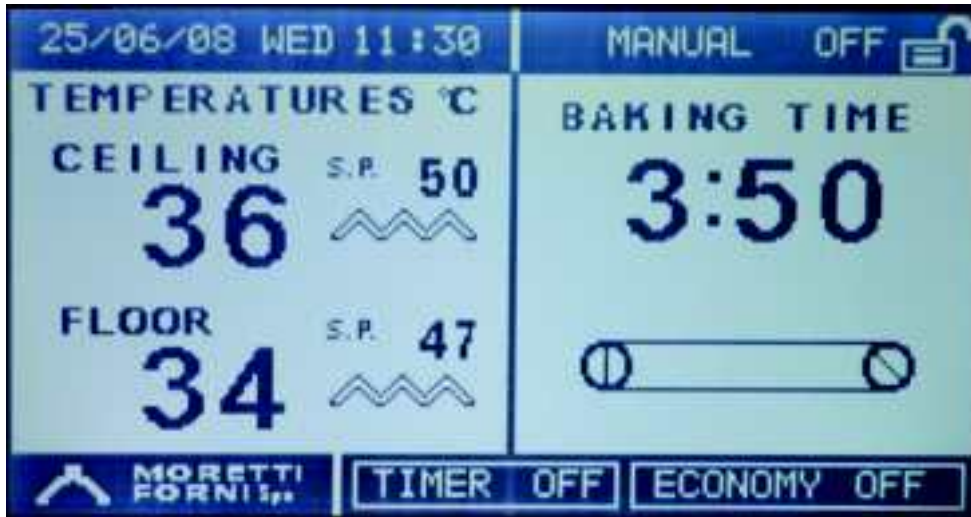 25/06/08 WED 11:30
MANUAL OFF
TEMPERATURES °C
CEILING
S.P. 50
36
FLOOR
S.P. 47
34
BAKING TIME
3:50
MORETTI
FORNI S.p.a.
TIMER OFF
ECONOMY OFF